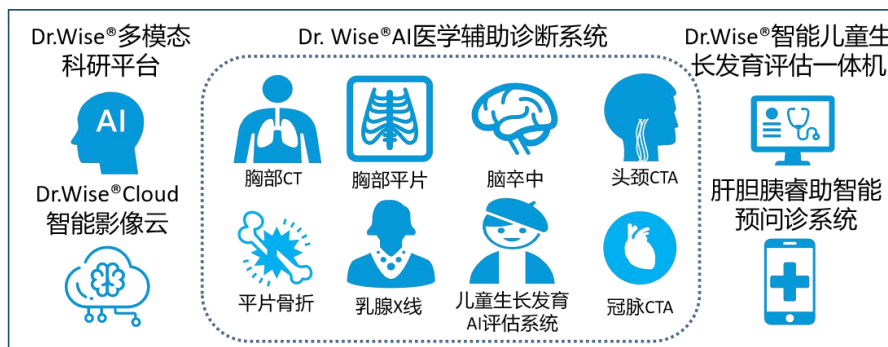 Dr.Wise®多模态
科研平台
AI
Dr.Wise®Cloud
智能影像云
Dr. Wise®AI医学辅助诊断系统
胸部CT
胸部平片
脑卒中
头颈CTA
平片骨折
乳腺X线
儿童生长发育
AI评估系统
冠脉CTA
Dr.Wise®智能儿童生
长发育评估一体机
肝胆胰睿助智能
预问诊系统